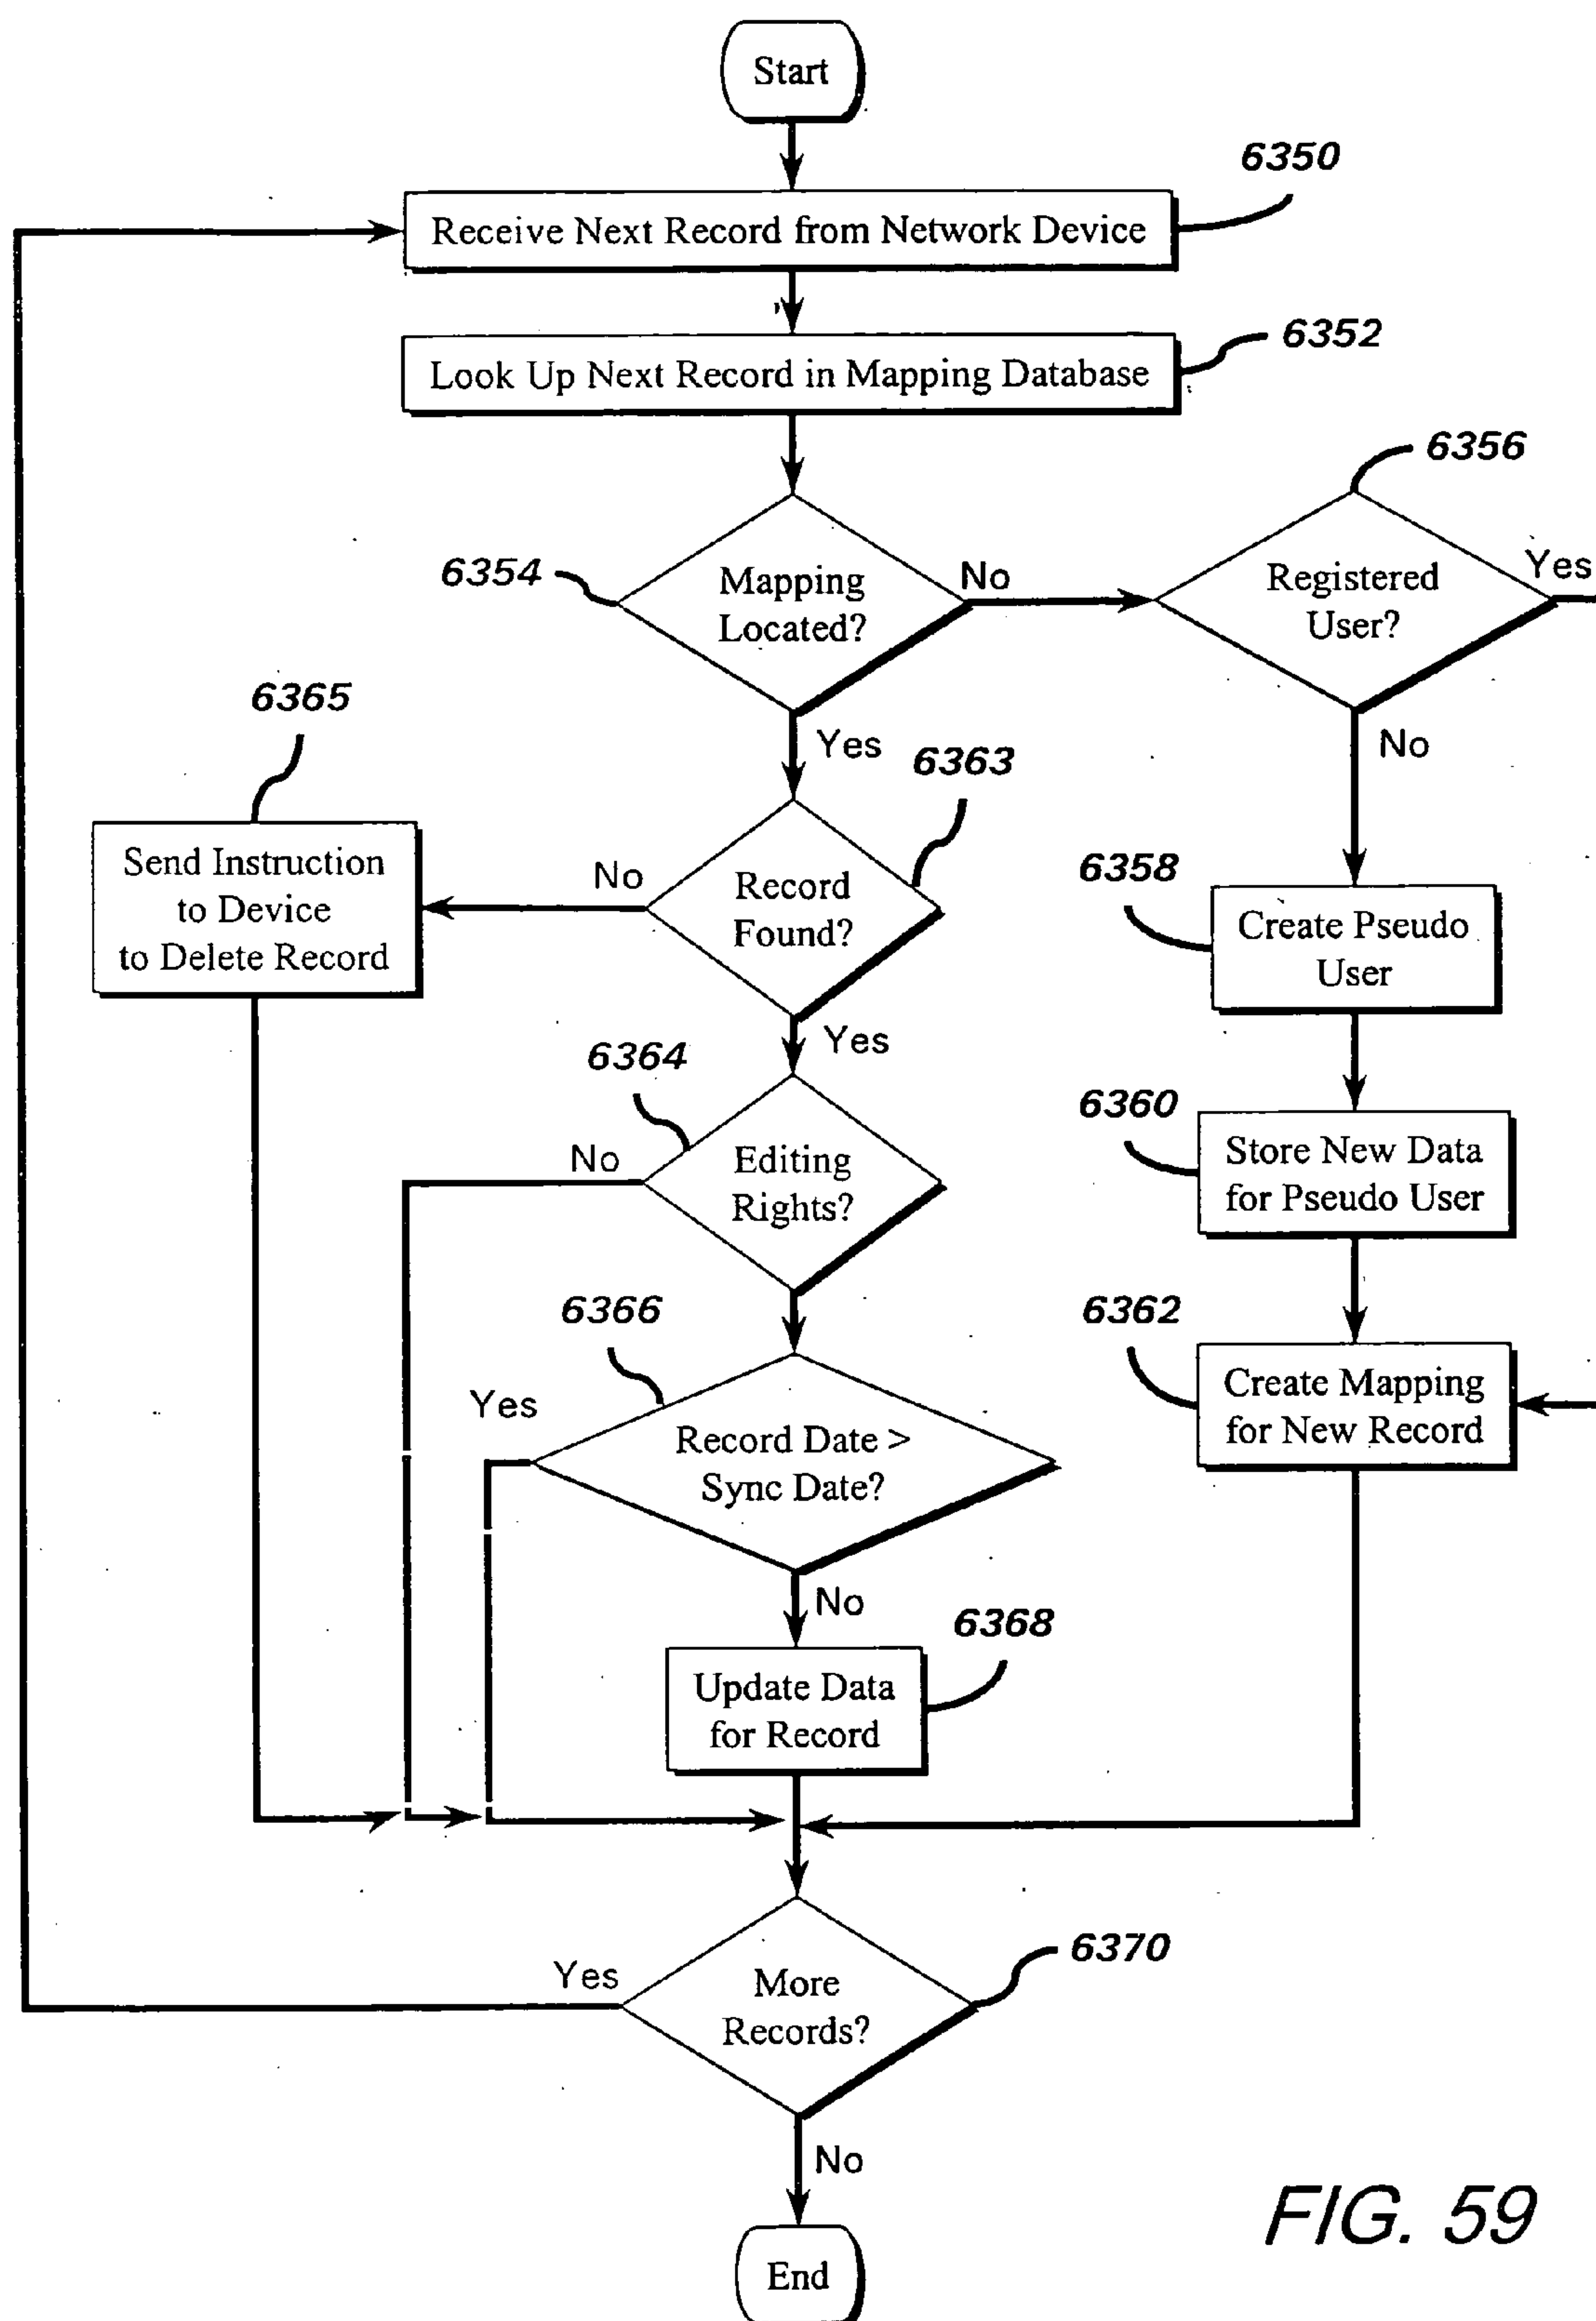 Start
6350
Receive Next Record from Network Device
6352
Look Up Next Record in Mapping Database
6356
6354
Mapping
Located?
No
Registered
User?
Yes
6365
Yes
6363
No
Send Instruction
to Device
to Delete Record
No
Record
Found?
6358
Create Pseudo
User
Yes
6364
No
Editing
Rights?
6360
Store New Data
for Pseudo User
6366
Yes
Record Date >
Sync Date?
6362
Create Mapping
for New Record
No
6368
Update Data
for Record
Yes
More
Records?
6370
No
End
FIG. 59